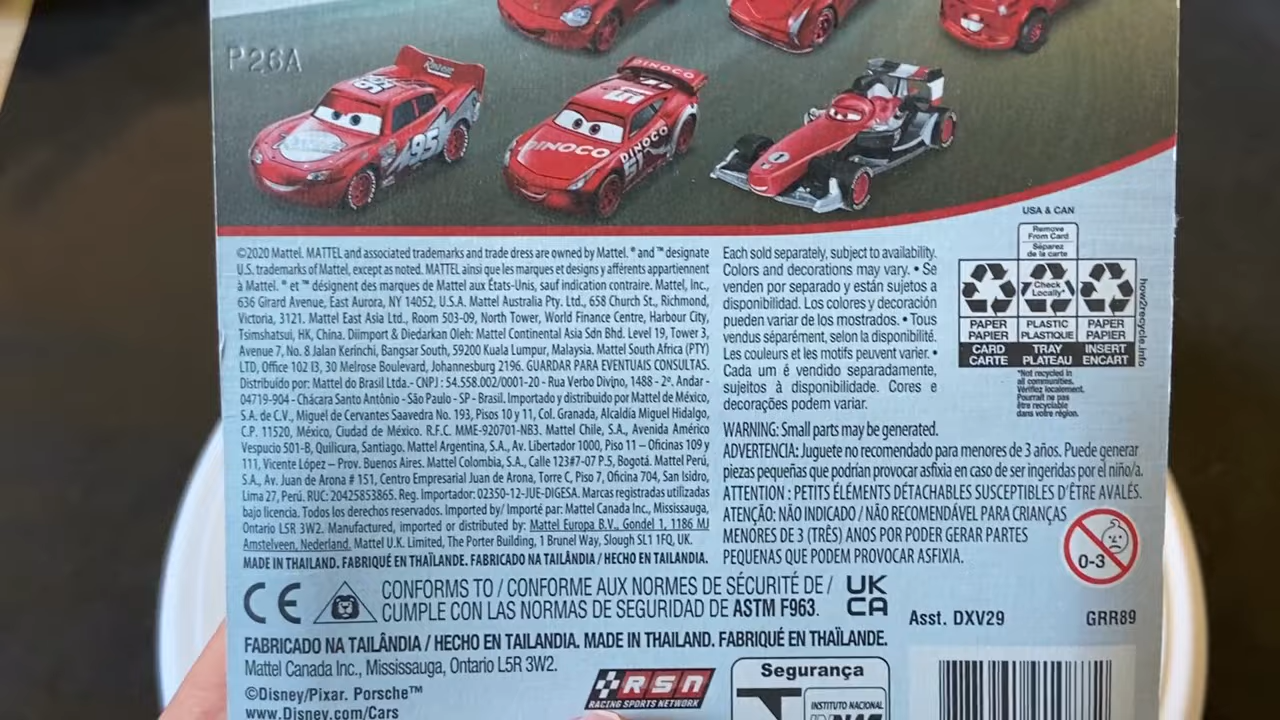 P26A
Rust-eze
95
95
DINOCO
51
DINOCO
DINOCO
51
1
©2020 Mattel. MATTEL and associated trademarks and trade dress are owned by Mattel. ® and ™ designate
U.S. trademarks of Mattel, except as noted. MATTEL ainsi que les marques et designs y afférents appartiennent
à Mattel. ® et ™ désignent des marques de Mattel aux États-Unis, sauf indication contraire. Mattel, Inc.,
636 Girard Avenue, East Aurora, NY 14052, U.S.A. Mattel Australia Pty. Ltd., 658 Church St., Richmond,
Victoria, 3121. Mattel East Asia Ltd., Room 503-09, North Tower, World Finance Centre, Harbour City,
Tsimshatsui, HK, China. Diimport & Diedarkan Oleh: Mattel Continental Asia Sdn Bhd. Level 19, Tower 3,
Avenue 7, No. 8 Jalan Kerinchi, Bangsar South, 59200 Kuala Lumpur, Malaysia. Mattel South Africa (PTY)
LTD, Office 102 I3, 30 Melrose Boulevard, Johannesburg 2196. GUARDAR PARA EVENTUAIS CONSULTAS.
Distribuido por: Mattel do Brasil Ltda.- CNPJ : 54.558.002/0001-20 - Rua Verbo Divino, 1488 - 2º. Andar -
04719-904 - Chácara Santo Antônio - São Paulo - SP - Brasil. Importado y distribuido por Mattel de México,
S.A. de C.V., Miguel de Cervantes Saavedra No. 193, Pisos 10 y 11, Col. Granada, Alcaldía Miguel Hidalgo,
C.P. 11520, México, Ciudad de México. R.F.C. MME-920701-NB3. Mattel Chile, S.A., Avenida Américo
Vespucio 501-B, Quilicura, Santiago. Mattel Argentina, S.A., Av. Libertador 1000, Piso 11 – Oficinas 109 y
111, Vicente López – Prov. Buenos Aires. Mattel Colombia, S.A., Calle 123#7-07 P.5, Bogotá. Mattel Perú,
S.A., Av. Juan de Arona # 151, Centro Empresarial Juan de Arona, Torre C, Piso 7, Oficina 704, San Isidro,
Lima 27, Perú. RUC: 20425853865. Reg. Importador: 02350-12-JUE-DIGESA. Marcas registradas utilizadas
bajo licencia. Todos los derechos reservados. Imported by/ Importé par: Mattel Canada Inc., Mississauga,
Ontario L5R 3W2. Manufactured, imported or distributed by: Mattel Europa B.V., Gondel 1, 1186 MJ
Amstelveen, Nederland. Mattel U.K. Limited, The Porter Building, 1 Brunel Way, Slough SL1 1FQ, UK.
MADE IN THAILAND. FABRIQUÉ EN THAÏLANDE. FABRICADO NA TAILÂNDIA / HECHO EN TAILANDIA.
Each sold separately, subject to availability.
Colors and decorations may vary. • Se
venden por separado y están sujetos a
disponibilidad. Los colores y decoración
pueden variar de los mostrados. • Tous
vendus séparément, selon la disponibilité.
Les couleurs et les motifs peuvent varier. •
Cada um é vendido separadamente,
sujeitos à disponibilidade. Cores e
decorações podem variar.
USA & CAN
Remove
From Card
Séparez
de la carte
Check
Locally*
PAPER
PAPIER
PLASTIC
PLASTIQUE
PAPER
PAPIER
CARD
CARTE
TRAY
PLATEAU
INSERT
ENCART
how2recycle.info
*Not recycled in
all communities.
Vérifiez localement.
Pourrait ne pas
être recyclable
dans votre région.
WARNING: Small parts may be generated.
ADVERTENCIA: Juguete no recomendado para menores de 3 años. Puede generar
piezas pequeñas que podrían provocar asfixia en caso de ser ingeridas por el niño/a.
ATTENTION : PETITS ÉLÉMENTS DÉTACHABLES SUSCEPTIBLES D'ÊTRE AVALÉS.
ATENÇÃO: NÃO INDICADO / NÃO RECOMENDÁVEL PARA CRIANÇAS
MENORES DE 3 (TRÊS) ANOS POR PODER GERAR PARTES
PEQUENAS QUE PODEM PROVOCAR ASFIXIA.
0-3
CE
CONFORMS TO / CONFORME AUX NORMES DE SÉCURITÉ DE /
CUMPLE CON LAS NORMAS DE SEGURIDAD DE ASTM F963.
UK
CA
Asst. DXV29
GRR89
FABRICADO NA TAILÂNDIA / HECHO EN TAILANDIA. MADE IN THAILAND. FABRIQUÉ EN THAÏLANDE.
Mattel Canada Inc., Mississauga, Ontario L5R 3W2.
©Disney/Pixar. Porsche™
www.Disney.com/Cars
RSN
RACING SPORTS NETWORK
Segurança
INSTITUTO NACIONAL